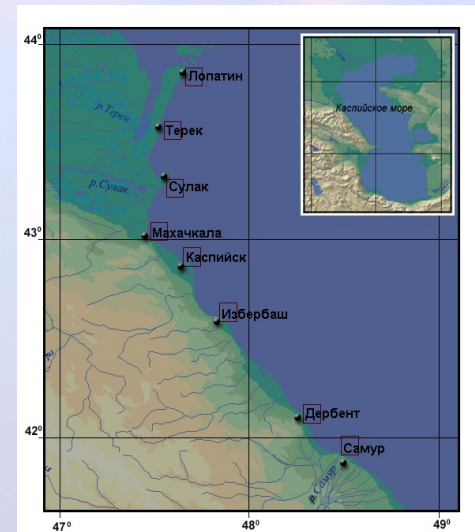 44°
Каспийское море
Лопатин
р.Терек
Терек
р.Сулак
Сулак
43°
Махачкала
Каспийск
Избербаш
Дербент
42°
Самур
р.Самур
47°
48°
49°